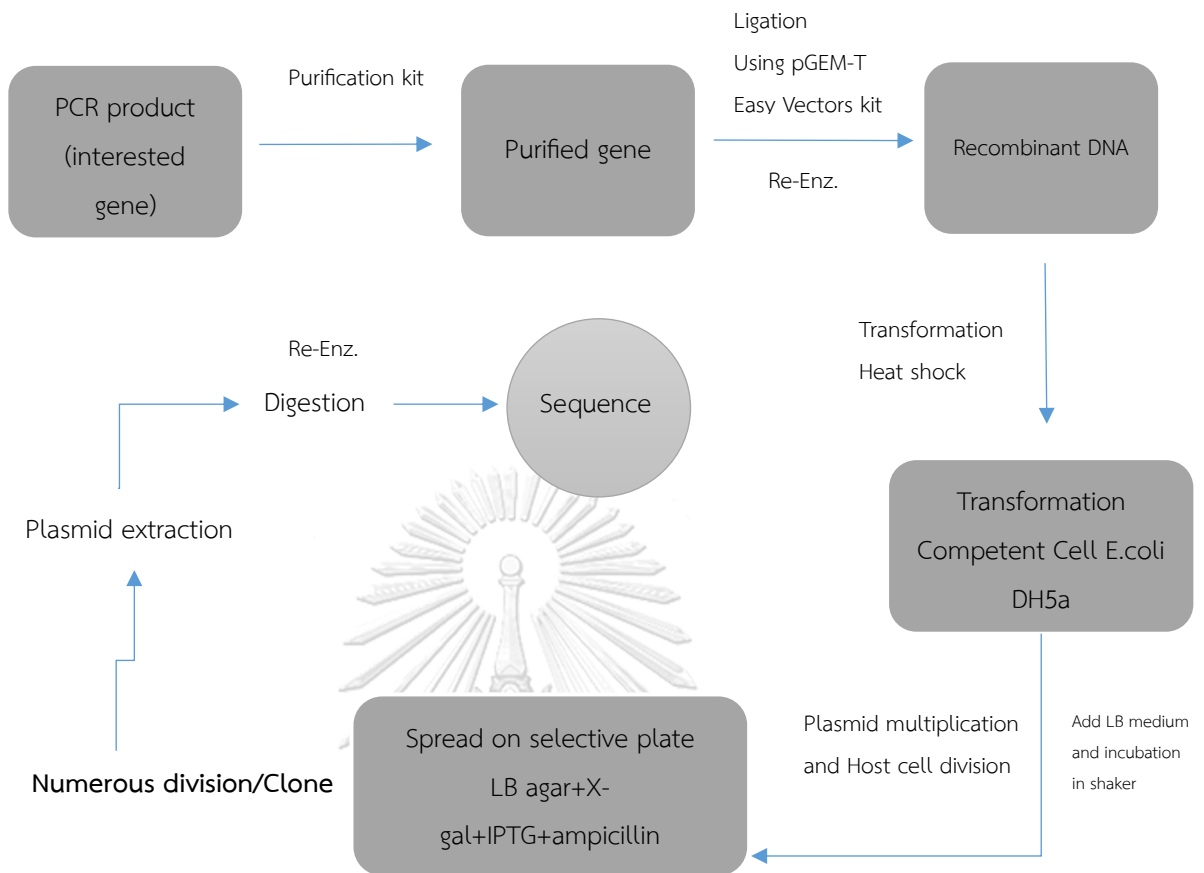 PCR product
(interested
gene)
Purification kit
Purified gene
Ligation
Using pGEM-T
Easy Vectors kit
Re-Enz.
Recombinant DNA
Transformation
Heat shock
Transformation
Competent Cell E.coli
DH5a
Plasmid multiplication
and Host cell division
Add LB medium
and incubation
in shaker
Spread on selective plate
LB agar+X-
gal+IPTG+ampicillin
Numerous division/Clone
Plasmid extraction
Re-Enz.
Digestion
Sequence